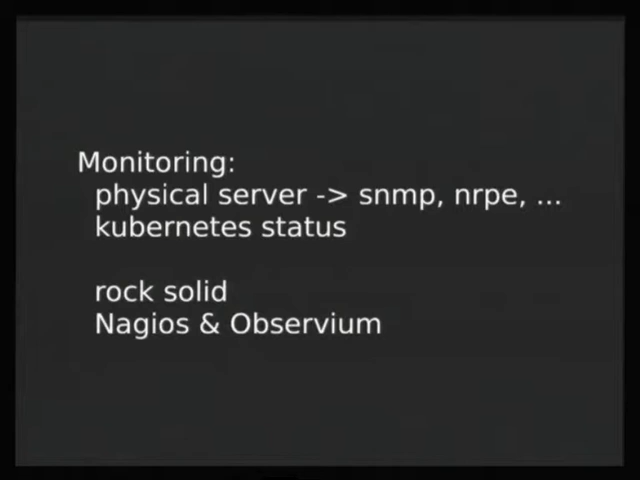 Monitoring:
physical server -> snmp, nrpe, ...
kubernetes status
rock solid
Nagios & Observium